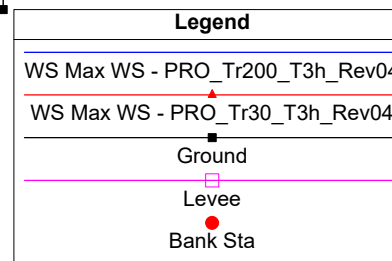 Legend
WS Max WS - PRO_Tr200_T3h_Rev04
WS Max WS - PRO_Tr30_T3h_Rev04
Ground
Levee
Bank Sta